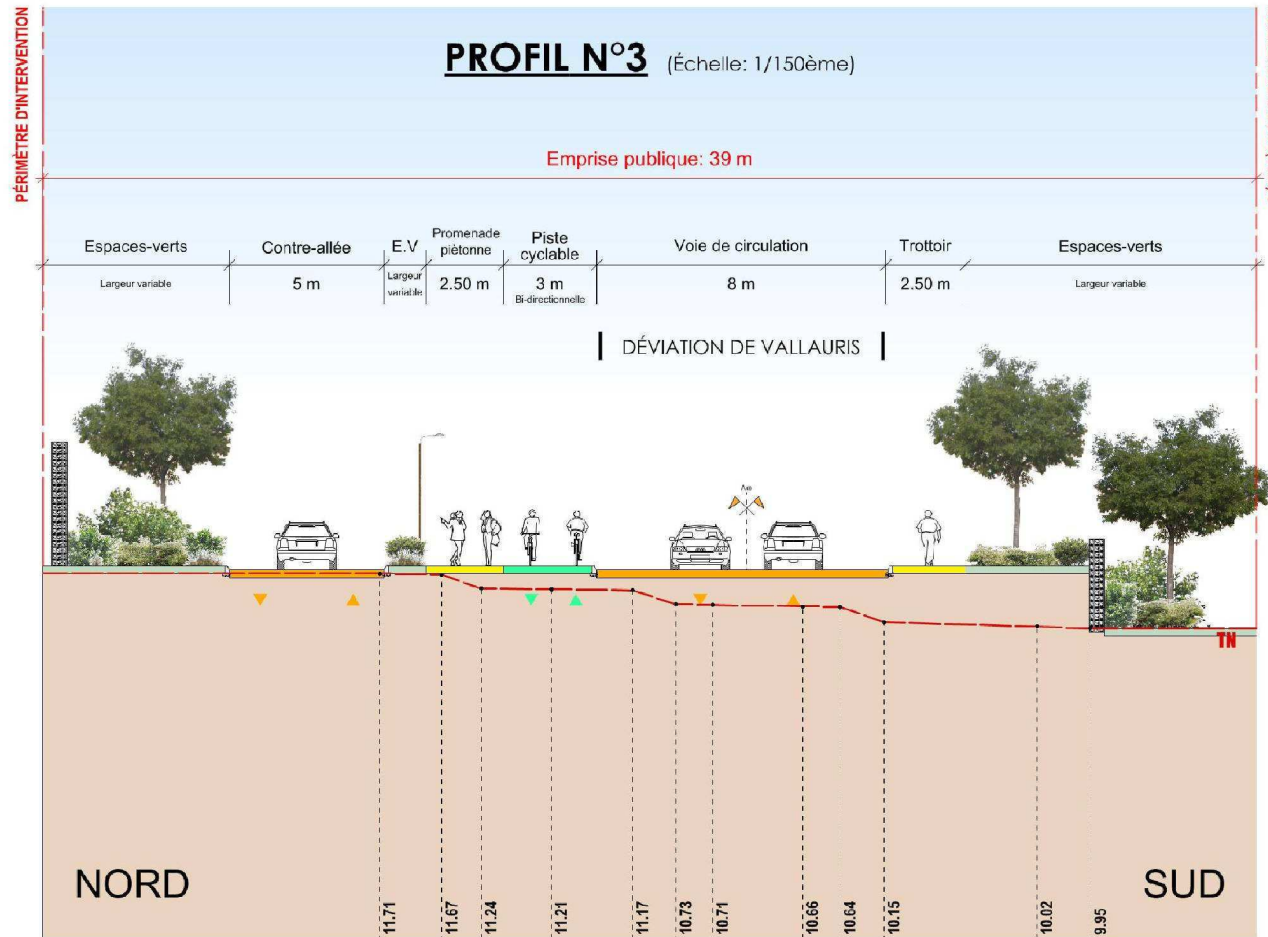 PÉRIMÈTRE D'INTERVENTION
PROFIL N°3 (Échelle: 1/150ème)
Emprise publique: 39 m
Espaces-verts
Largeur variable
Contre-allée
5 m
E.V
Largeur
variable
Promenade
piètonne
2.50 m
Piste
cyclable
3 m
Bi-directionnelle
Voie de circulation
8 m
Trottoir
2.50 m
Espaces-verts
Largeur variable
DÉVIATION DE VALLAURIS
Axe
TN
NORD
SUD
11.71
11.67
11.24
11.21
11.17
10.73
10.71
10.66
10.64
10.15
10.02
9.95